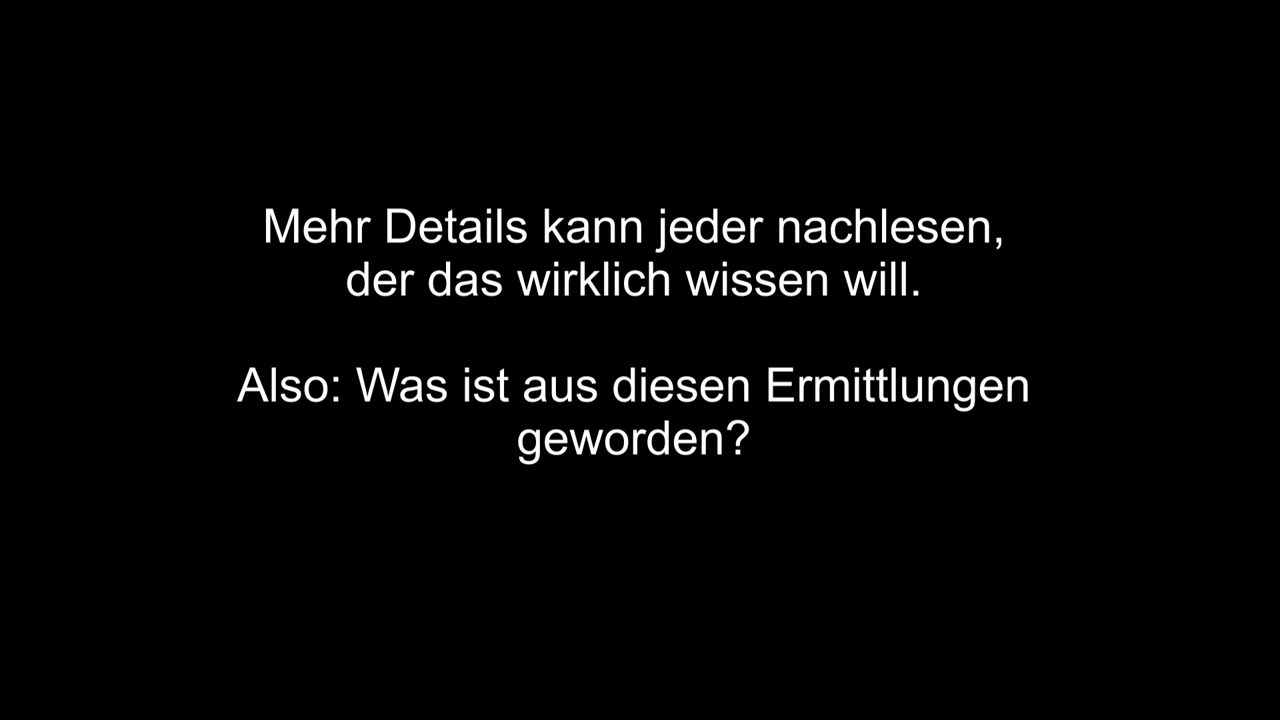 Mehr Details kann jeder nachlesen,
der das wirklich wissen will.
Also: Was ist aus diesen Ermittlungen
geworden?